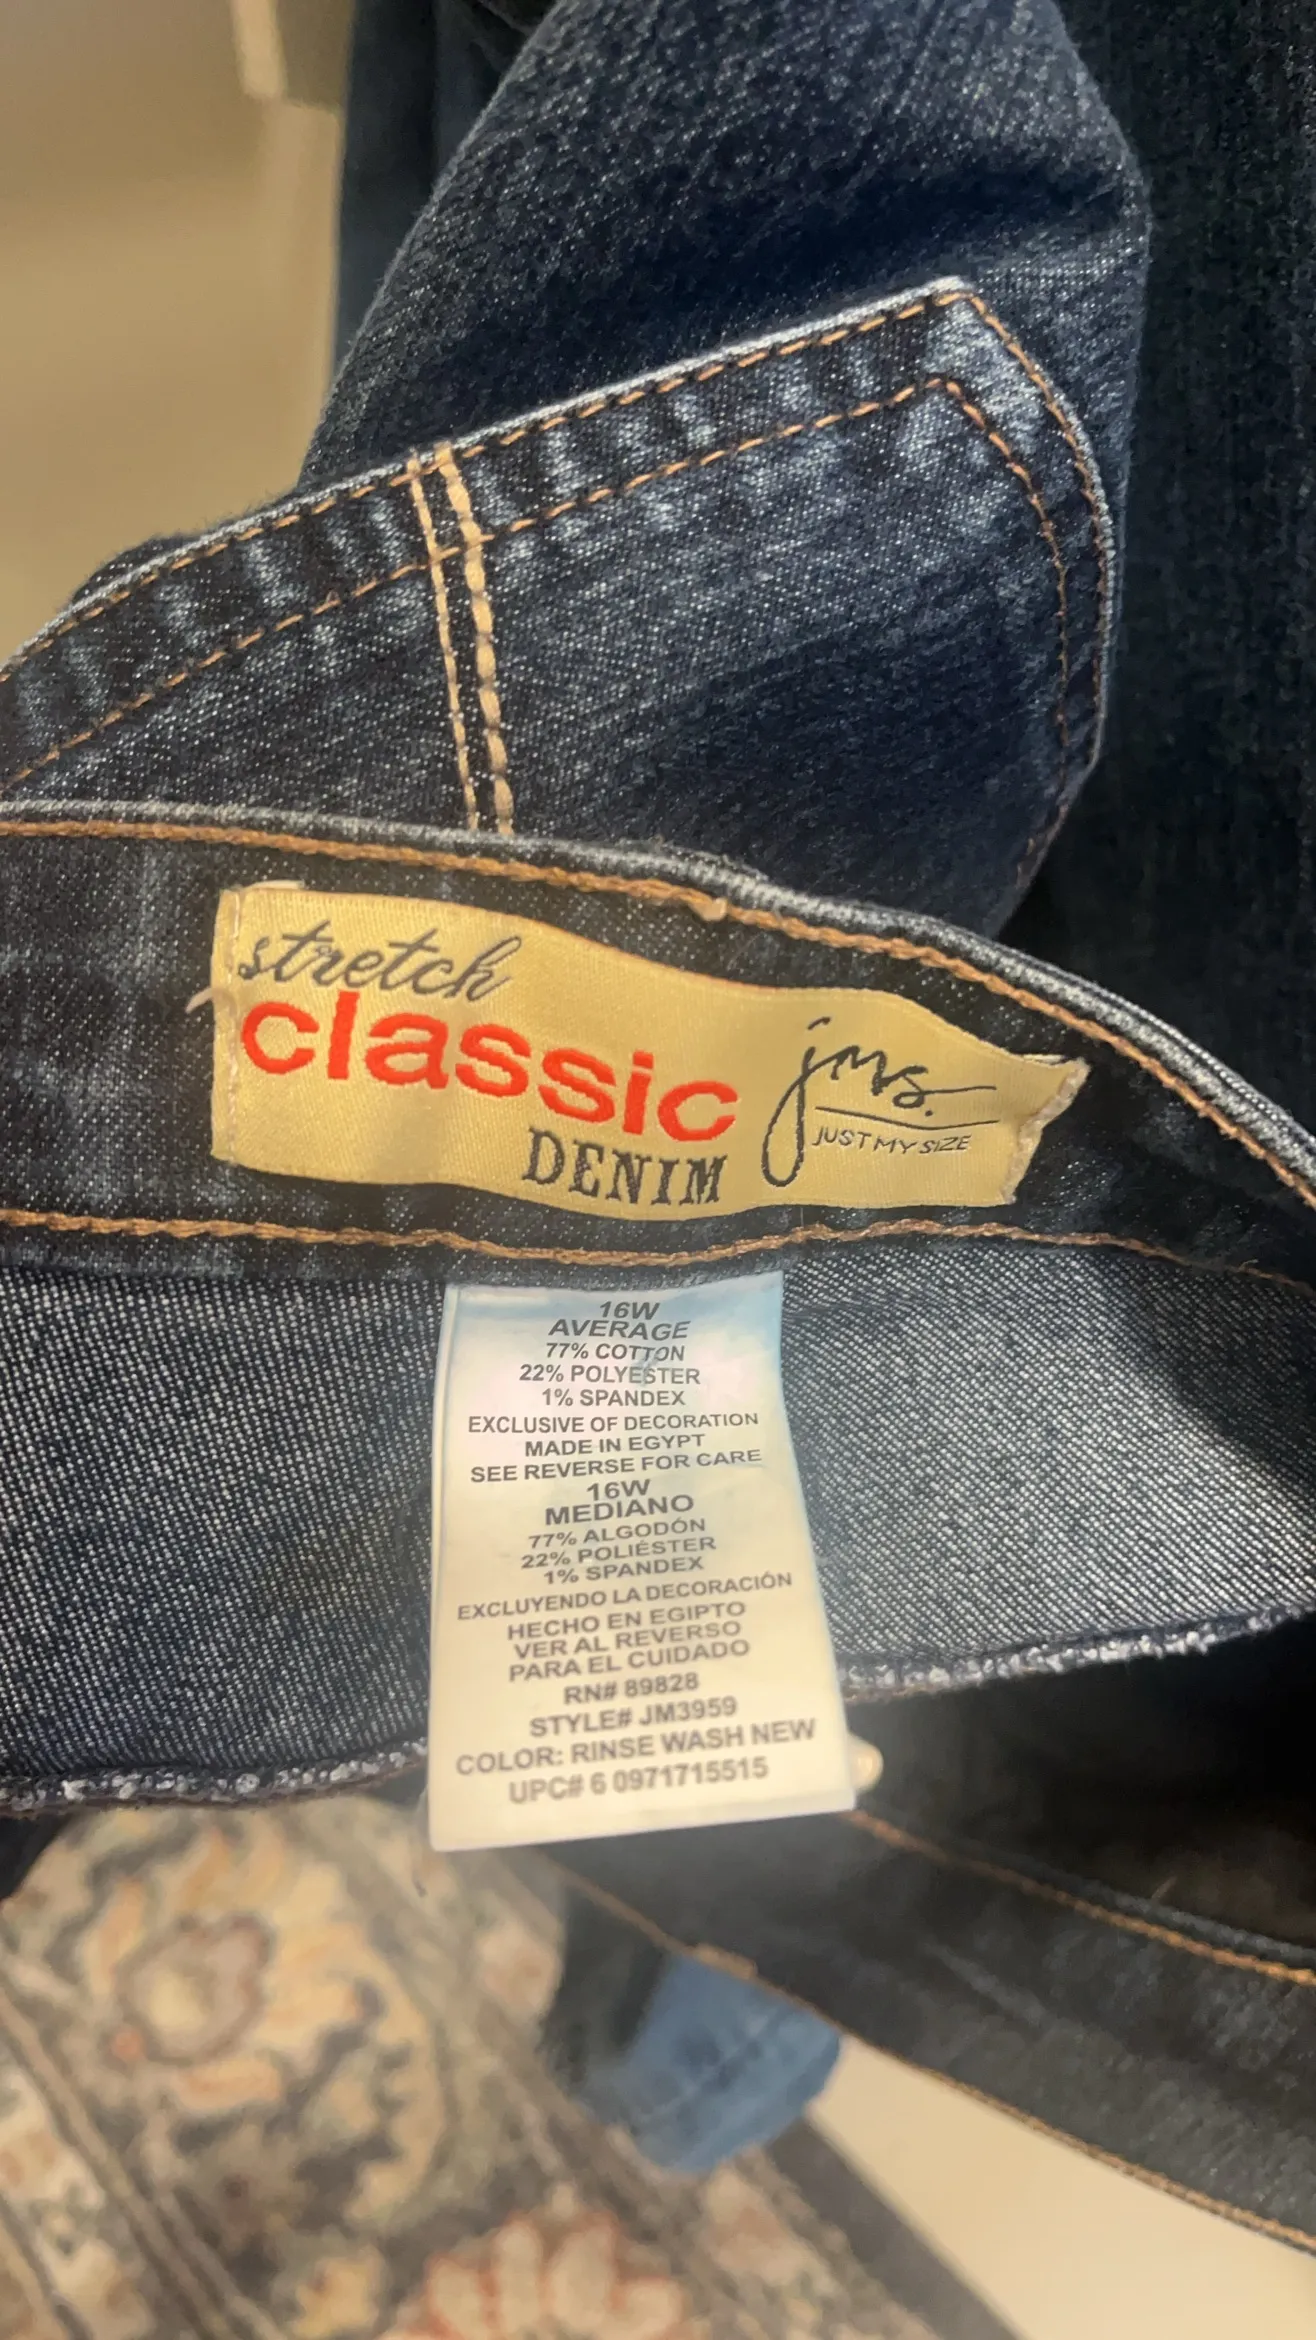 stretch
classic
DENIM
jms.
JUST MY SIZE
16W
AVERAGE
77% COTTON
22% POLYESTER
1% SPANDEX
EXCLUSIVE OF DECORATION
MADE IN EGYPT
SEE REVERSE FOR CARE
16W
MEDIANO
77% ALGODÓN
22% POLIÉSTER
1% SPANDEX
EXCLUYENDO LA DECORACIÓN
HECHO EN EGIPTO
VER AL REVERSO
PARA EL CUIDADO
RN# 89828
STYLE# JM3959
COLOR: RINSE WASH NEW
UPC# 6 0971715515